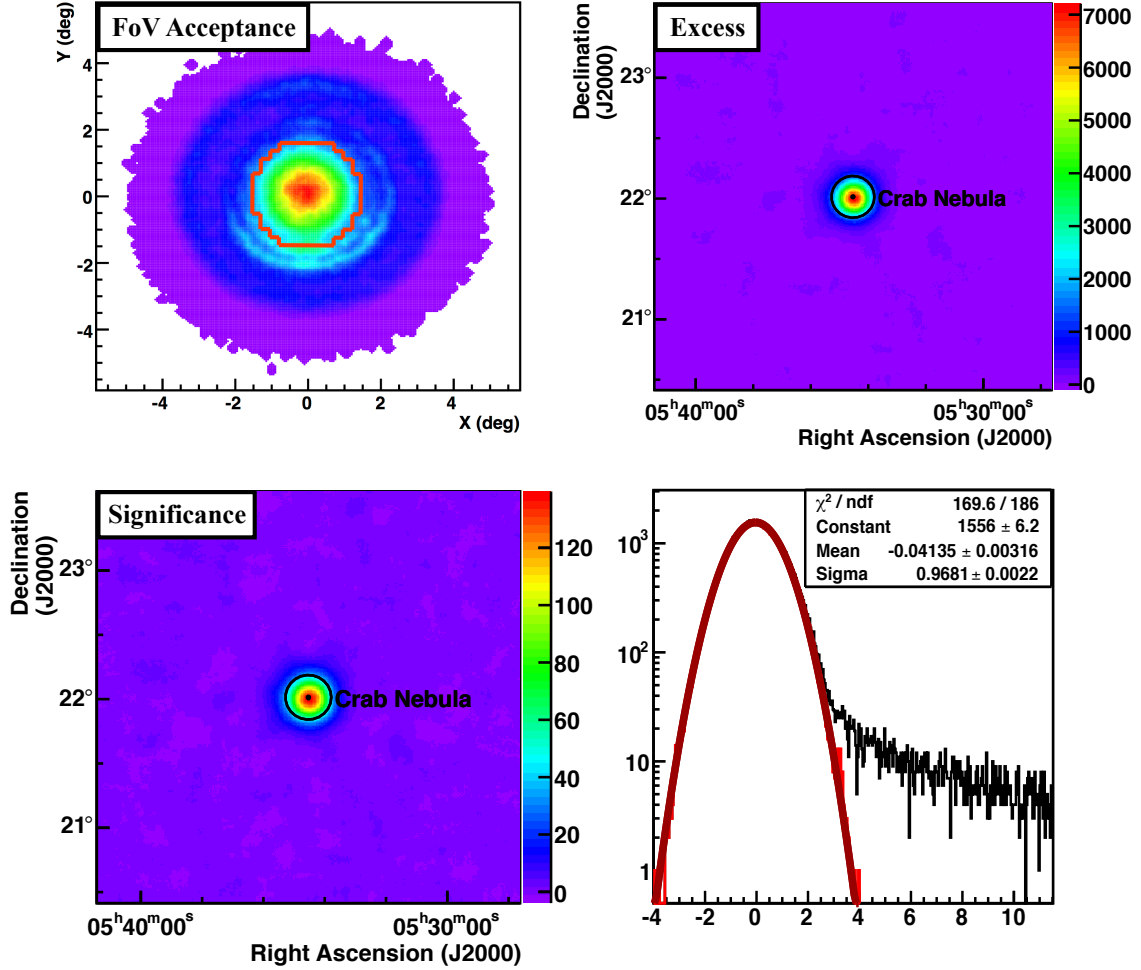 FoV Acceptance
Y (deg)
4
2
0
-2
-4
-4 -2 0 2 4
X (deg)
Excess
Declination
(J2000)
23°
22°
21°
Crab Nebula
7000
6000
5000
4000
3000
2000
1000
0
05h40m00s 05h30m00s
Right Ascension (J2000)
Significance
Declination
(J2000)
23°
22°
21°
Crab Nebula
120
100
80
60
40
20
0
05h40m00s 05h30m00s
Right Ascension (J2000)
χ² / ndf 169.6 / 186
Constant 1556 ± 6.2
Mean -0.04135 ± 0.00316
Sigma 0.9681 ± 0.0022
10³
10²
10
1
-4 -2 0 2 4 6 8 10